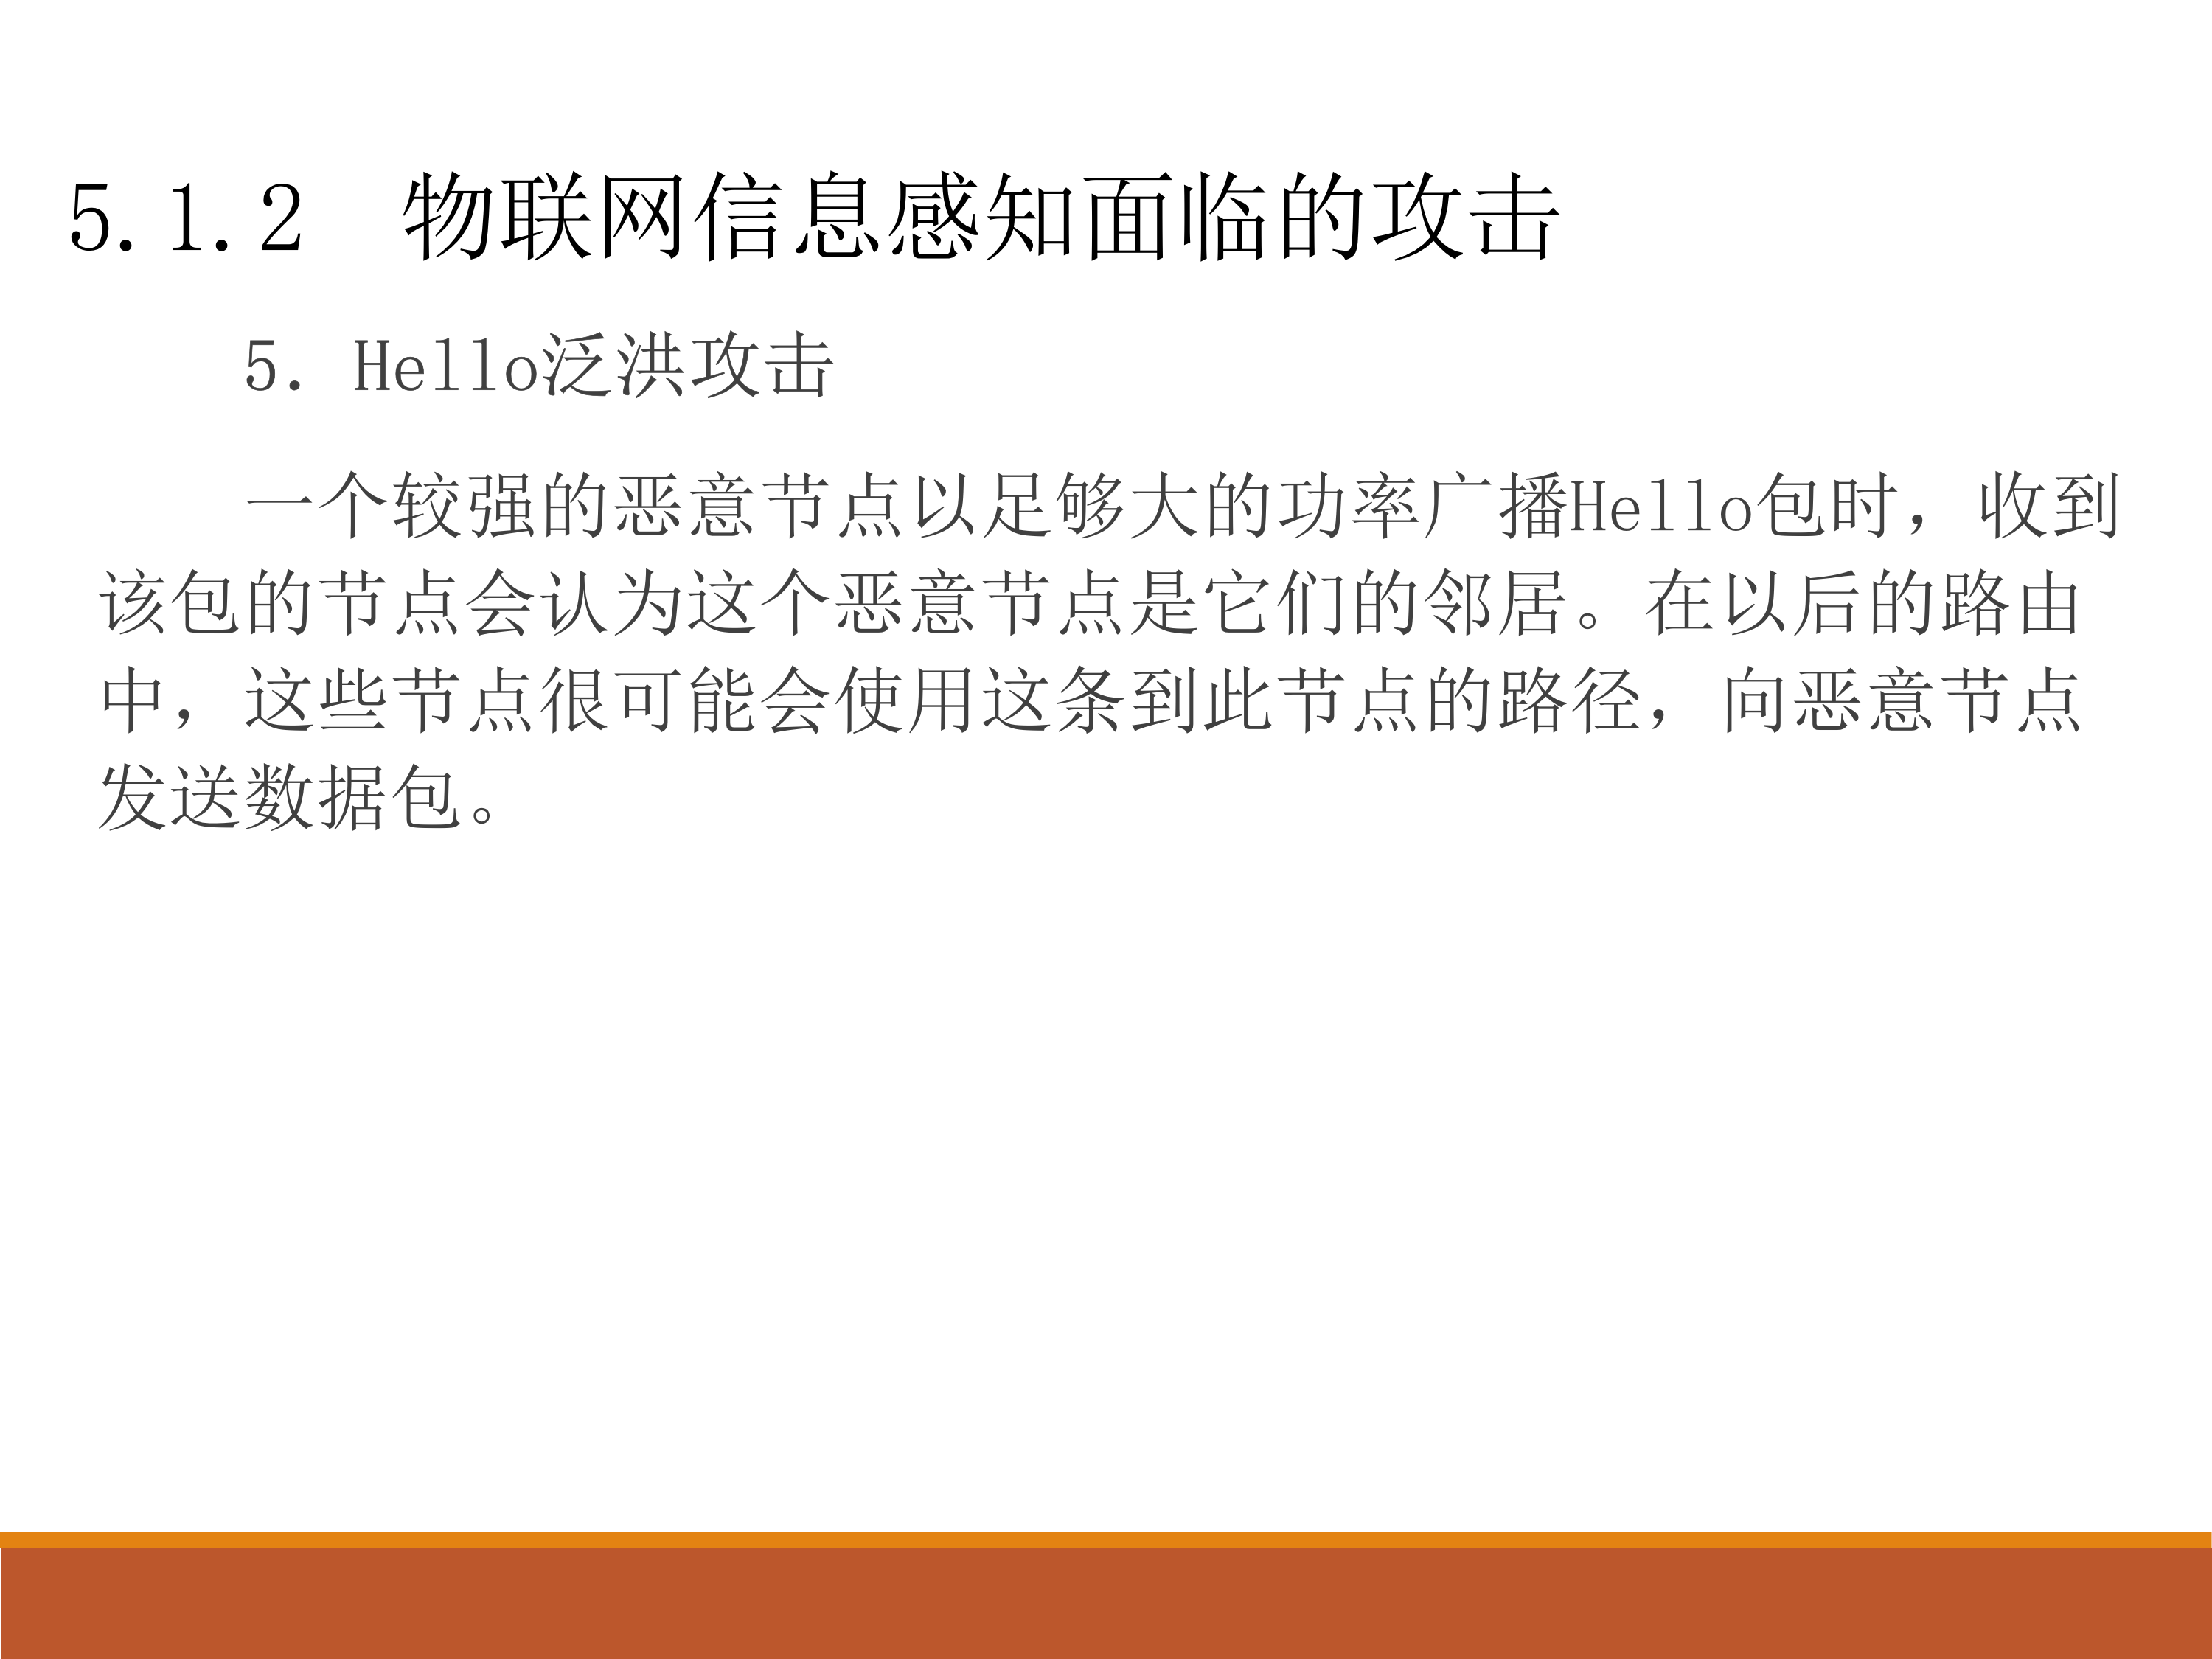 5.1.2  物联网信息感知面临的攻击
5. Hello泛洪攻击
一个敌醒的恶意节点以足够大的功率广播Hello包时，收到
该包的节点会认为这个恶意节点是它们的邻居。在以后的路由
中，这些节点很可能会使用这条到此节点的路径，向恶意节点
发送数据包。